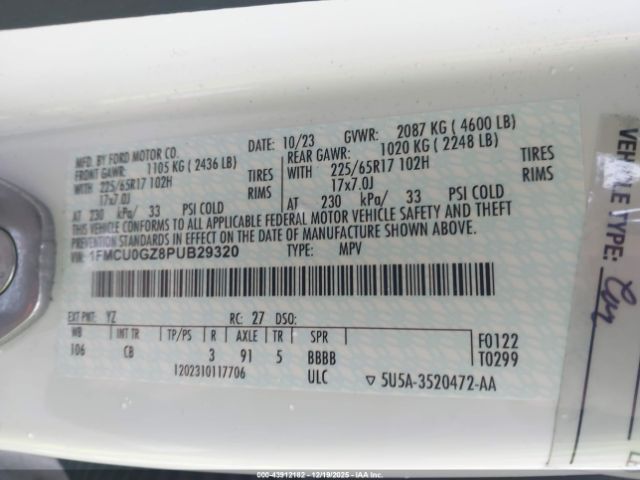 MFD. BY FORD MOTOR CO.
DATE: 10/23 GVWR: 2087 KG ( 4600 LB)
FRONT GAWR: 1105 KG ( 2436 LB)
REAR GAWR: 1020 KG ( 2248 LB)
WITH 225/65R17 102H TIRES
WITH 225/65R17 102H TIRES
17x7.0J RIMS
17x7.0J RIMS
AT 230 kPa/ 33 PSI COLD
AT 230 kPa/ 33 PSI COLD
THIS VEHICLE CONFORMS TO ALL APPLICABLE FEDERAL MOTOR VEHICLE SAFETY AND THEFT
PREVENTION STANDARDS IN EFFECT ON THE DATE OF MANUFACTURE SHOWN ABOVE.
VIN: 1FMCU0GZ8PUB29320 TYPE: MPV
EXT PNT: YZ RC: 27 DSO:
WB INT TR TP/PS R AXLE TR SPR
106 CB 3 91 5 BBBB
F0122
T0299
1202310117706 ULC ▽ 5U5A-3520472-AA
VEHICLE TYPE:
000-43912182 - 12/19/2025 - IAAI.com